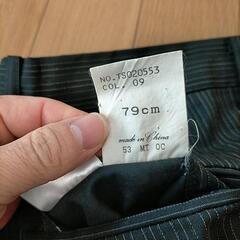 NO.TS020553
COL. 09
79cm
made in China
53 MT OC